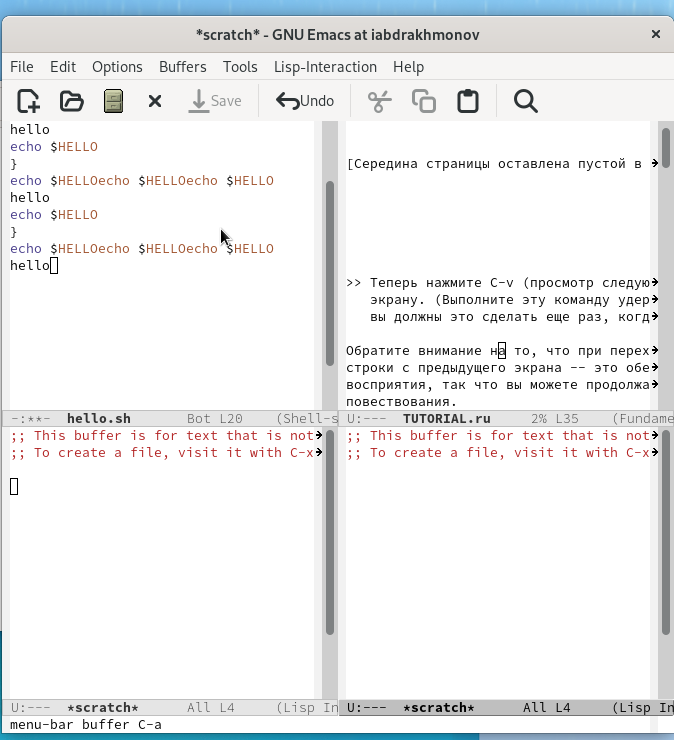 *scratch* - GNU Emacs at iabdrakhmonov
File Edit Options Buffers Tools Lisp-Interaction Help
Save Undo
hello
echo $HELLO
}
echo $HELLOecho $HELLOecho $HELLO
hello
echo $HELLO
}
echo $HELLOecho $HELLOecho $HELLO
hello
-:**- hello.sh Bot L20 (Shell-s
[Середина страницы оставлена пустой в
>> Теперь нажмите C-v (просмотр следую
экрану. (Выполните эту команду удер
вы должны это сделать еще раз, когд
Обратите внимание на то, что при перех
строки с предыдущего экрана -- это обе
восприятия, так что вы можете продолжа
повествования.
U:--- TUTORIAL.ru 2% L35 (Fundame
;; This buffer is for text that is not
;; To create a file, visit it with C-x
U:--- *scratch* All L4 (Lisp In
;; This buffer is for text that is not
;; To create a file, visit it with C-x
U:--- *scratch* All L4 (Lisp In
menu-bar buffer C-a